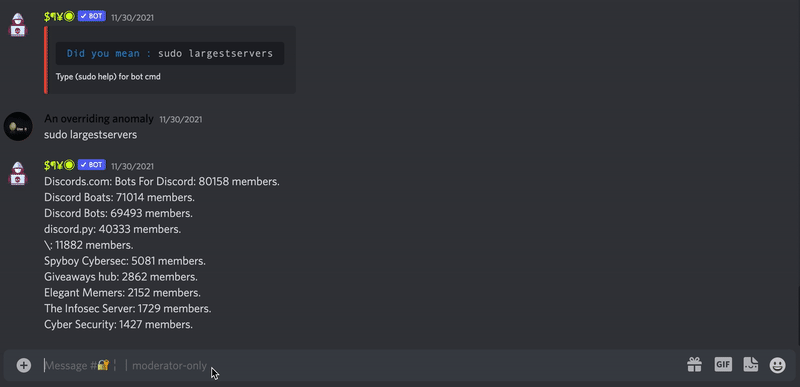 $¶¥◉ ✓ BOT 11/30/2021
Did you mean : sudo largestservers
Type (sudo help) for bot cmd
An overriding anomaly 11/30/2021
sudo largestservers
$¶¥◉ ✓ BOT 11/30/2021
Discords.com: Bots For Discord: 80158 members.
Discord Boats: 71014 members.
Discord Bots: 69493 members.
discord.py: 40333 members.
\; 11882 members.
Spyboy Cybersec: 5081 members.
Giveaways hub: 2862 members.
Elegant Memers: 2152 members.
The Infosec Server: 1729 members.
Cyber Security: 1427 members.
Message #🔐¦ ｜moderator-only
GIF